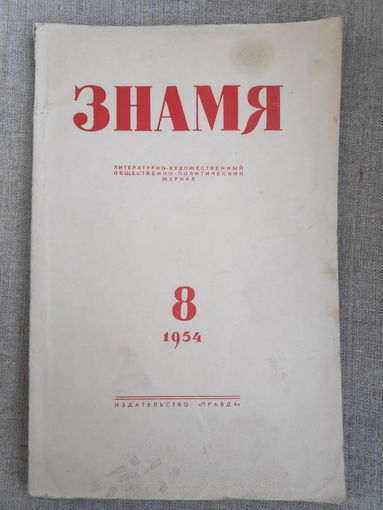 ЗНАМЯ
ЛИТЕРАТУРНО-ХУДОЖЕСТВЕННЫЙ
ОБЩЕСТВЕННО-ПОЛИТИЧЕСКИЙ
ЖУРНАЛ
8
1954
ИЗДАТЕЛЬСТВО «ПРАВДА»